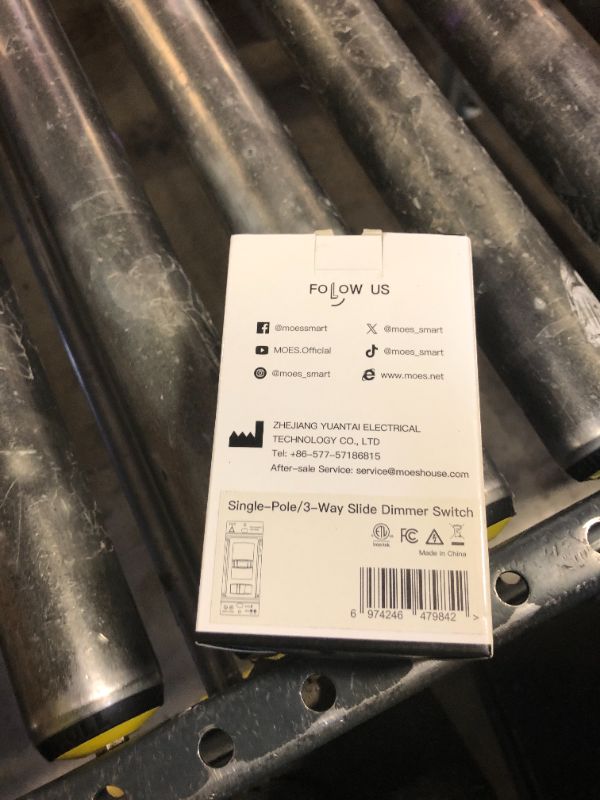 FOLLOW US
@moessmart
@moes_smart
MOES.Official
@moes_smart
@moes_smart
www.moes.net
ZHEJIANG YUANTAI ELECTRICAL
TECHNOLOGY CO., LTD
Tel: +86-577-57186815
After-sale Service: service@moeshouse.com
Single-Pole/3-Way Slide Dimmer Switch
ETL
Intertek
FC
Made in China
6 974246 479842 >